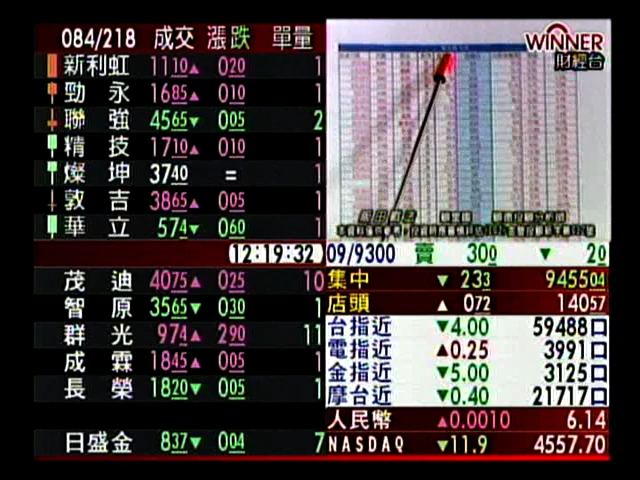 084/218 成交 漲跌 單量
新利虹 1110▲ 020 1
勁永 1685▲ 010 1
聯強 4565▼ 005 2
精技 1710▲ 010 1
燦坤 3740 = 1
敦吉 3865▲ 005 1
華立 574▼ 060 1
12:19:32
茂迪 4075▲ 025 10
智原 3565▼ 030 1
群光 974▲ 290 11
成霖 1845▲ 005 1
長榮 1820▼ 005 1
日盛金 837▼ 004 7
WINNER
財經台
09/9300 賣 300 ▼ 20
集中 ▼ 233 945504
店頭 ▲ 072 14057
台指近 ▼4.00 59488口
電指近 ▲0.25 3991口
金指近 ▼5.00 3125口
摩台近 ▼0.40 21717口
人民幣 ▲0.0010 6.14
NASDAQ ▼11.9 4557.70